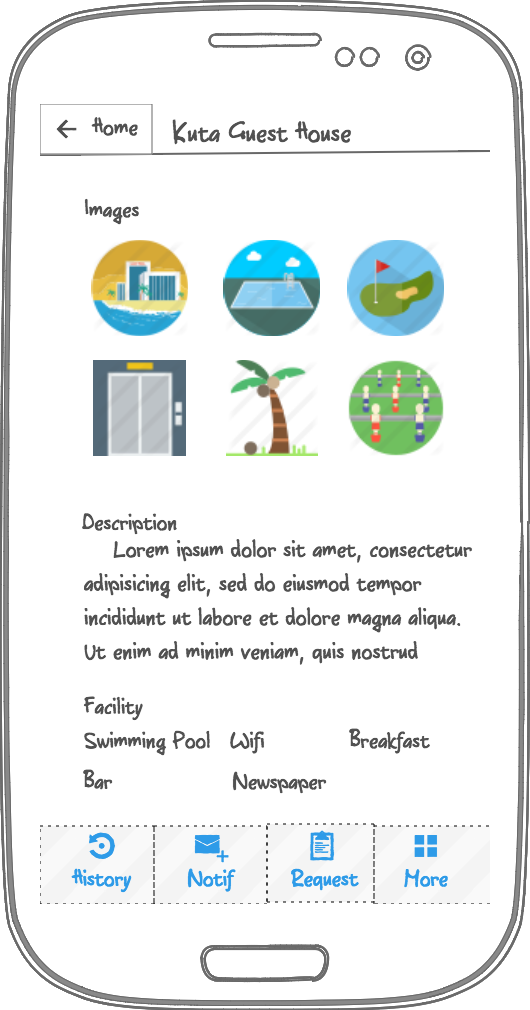 Home
Kuta Guest House
Images
Description
Lorem ipsum dolor sit amet, consectetur
adipisicing elit, sed do eiusmod tempor
incididunt ut labore et dolore magna aliqua.
Ut enim ad minim veniam, quis nostrud
Facility
Swimming Pool Wifi Breakfast
Bar Newspaper
History Notif Request More